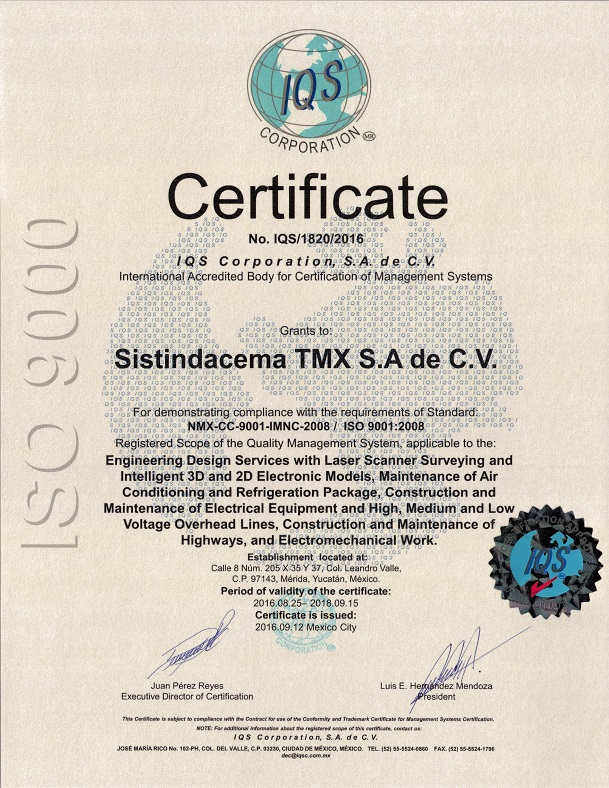 IQS
CORPORATION MR
Certificate
No. IQS/1820/2016
IQS Corporation, S.A. de C.V.
International Accredited Body for Certification of Management Systems
ISO 9000
Grants to:
Sistindacema TMX S.A de C.V.
For demonstrating compliance with the requirements of Standard:
NMX-CC-9001-IMNC-2008 / ISO 9001:2008
Registered Scope of the Quality Management System, applicable to the:
Engineering Design Services with Laser Scanner Surveying and
Intelligent 3D and 2D Electronic Models, Maintenance of Air
Conditioning and Refrigeration Package, Construction and
Maintenance of Electrical Equipment and High, Medium and Low
Voltage Overhead Lines, Construction and Maintenance of
Highways, and Electromechanical Work.
IQS
Establishment located at:
Calle 8 Núm. 205 X 35 Y 37, Col. Leandro Valle,
C.P. 97143, Mérida, Yucatán, México.
Period of validity of the certificate:
2016.08.25– 2018.09.15
Certificate is issued:
2016.09.12 Mexico City
CORPORATION
Juan Pérez Reyes
Executive Director of Certification
Luis E. Hernández Mendoza
President
This Certificate is subject to compliance with the Contract for use of the Conformity and Trademark Certificate for Management Systems Certification.
NOTE: For additional information about the registered scope of this certificate, contact us:
IQS Corporation, S.A. de C.V.
JOSÉ MARÍA RICO No. 102-PH, COL. DEL VALLE, C.P. 03230, CIUDAD DE MÉXICO, MÉXICO. TEL. (52) 55-5524-0860 FAX. (52) 55-5524-1796
dec@iqsc.com.mx